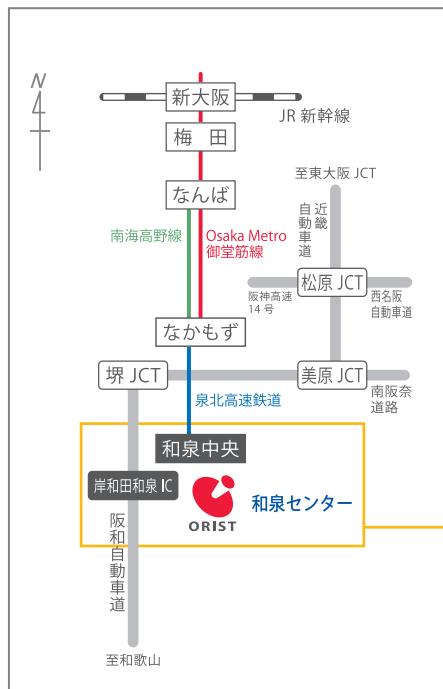 N
新大阪
JR 新幹線
梅 田
至東大阪 JCT
なんば
近畿
自動車道
南海高野線
Osaka Metro
御堂筋線
松原 JCT
阪神高速
14 号
西名阪
自動車道
なかもず
堺 JCT
美原 JCT
南阪奈
道路
泉北高速鉄道
和泉中央
岸和田和泉 IC
和泉センター
ORIST
阪和自動車道
至和歌山